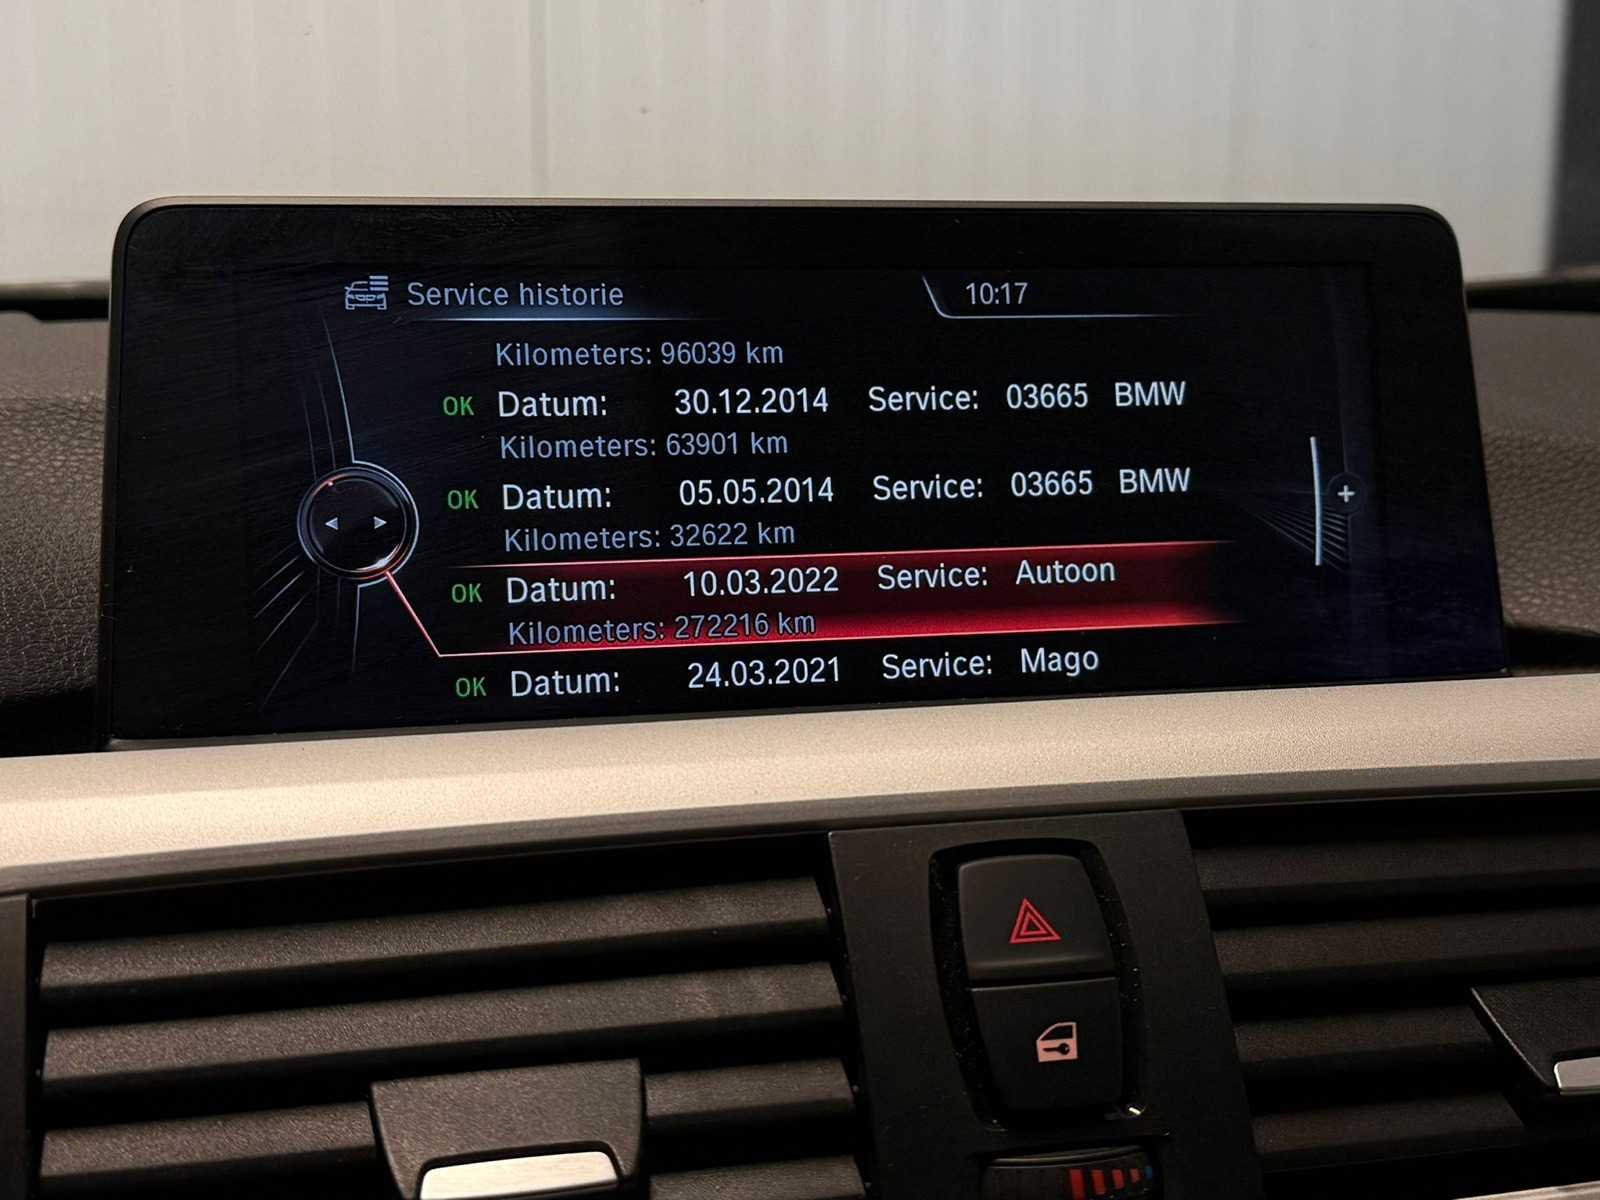 Service historie 10:17
Kilometers: 96039 km
OK Datum: 30.12.2014 Service: 03665 BMW
Kilometers: 63901 km
OK Datum: 05.05.2014 Service: 03665 BMW
Kilometers: 32622 km
OK Datum: 10.03.2022 Service: Autoon
Kilometers: 272216 km
OK Datum: 24.03.2021 Service: Mago